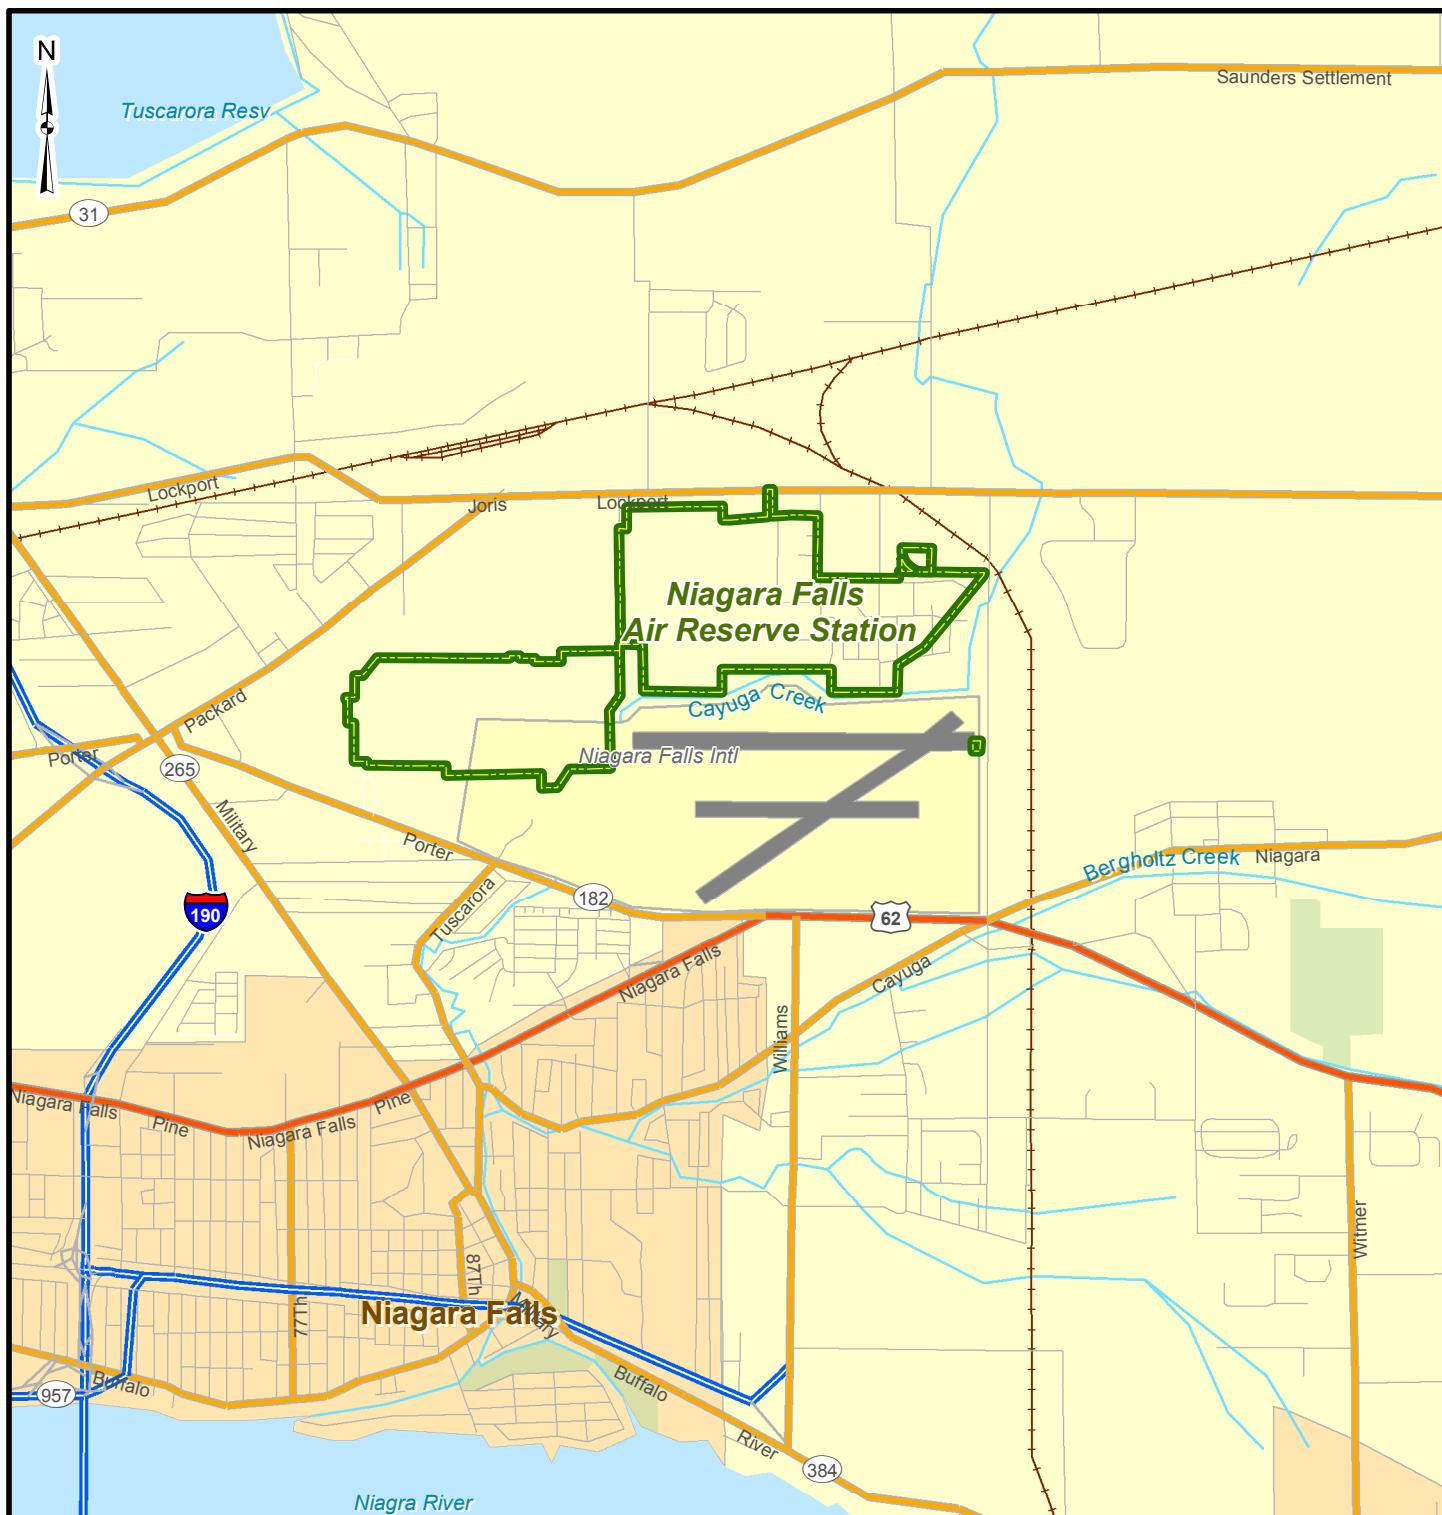 N
Saunders Settlement
Tuscarora Resv
31
Lockport
Joris
Lockport
Niagara Falls
Air Reserve Station
Packard
Cayuga Creek
Porter
265
Niagara Falls Intl
Military
Porter
Bergholtz Creek
Niagara
190
Tuscarora
182
62
Niagara Falls
Cayuga
Williams
Niagara Falls
Pine
Niagara Falls
Pine
87Th
Witmer
77Th
Niagara Falls
Military
Buffalo
957
Buffalo
River
384
Niagra River